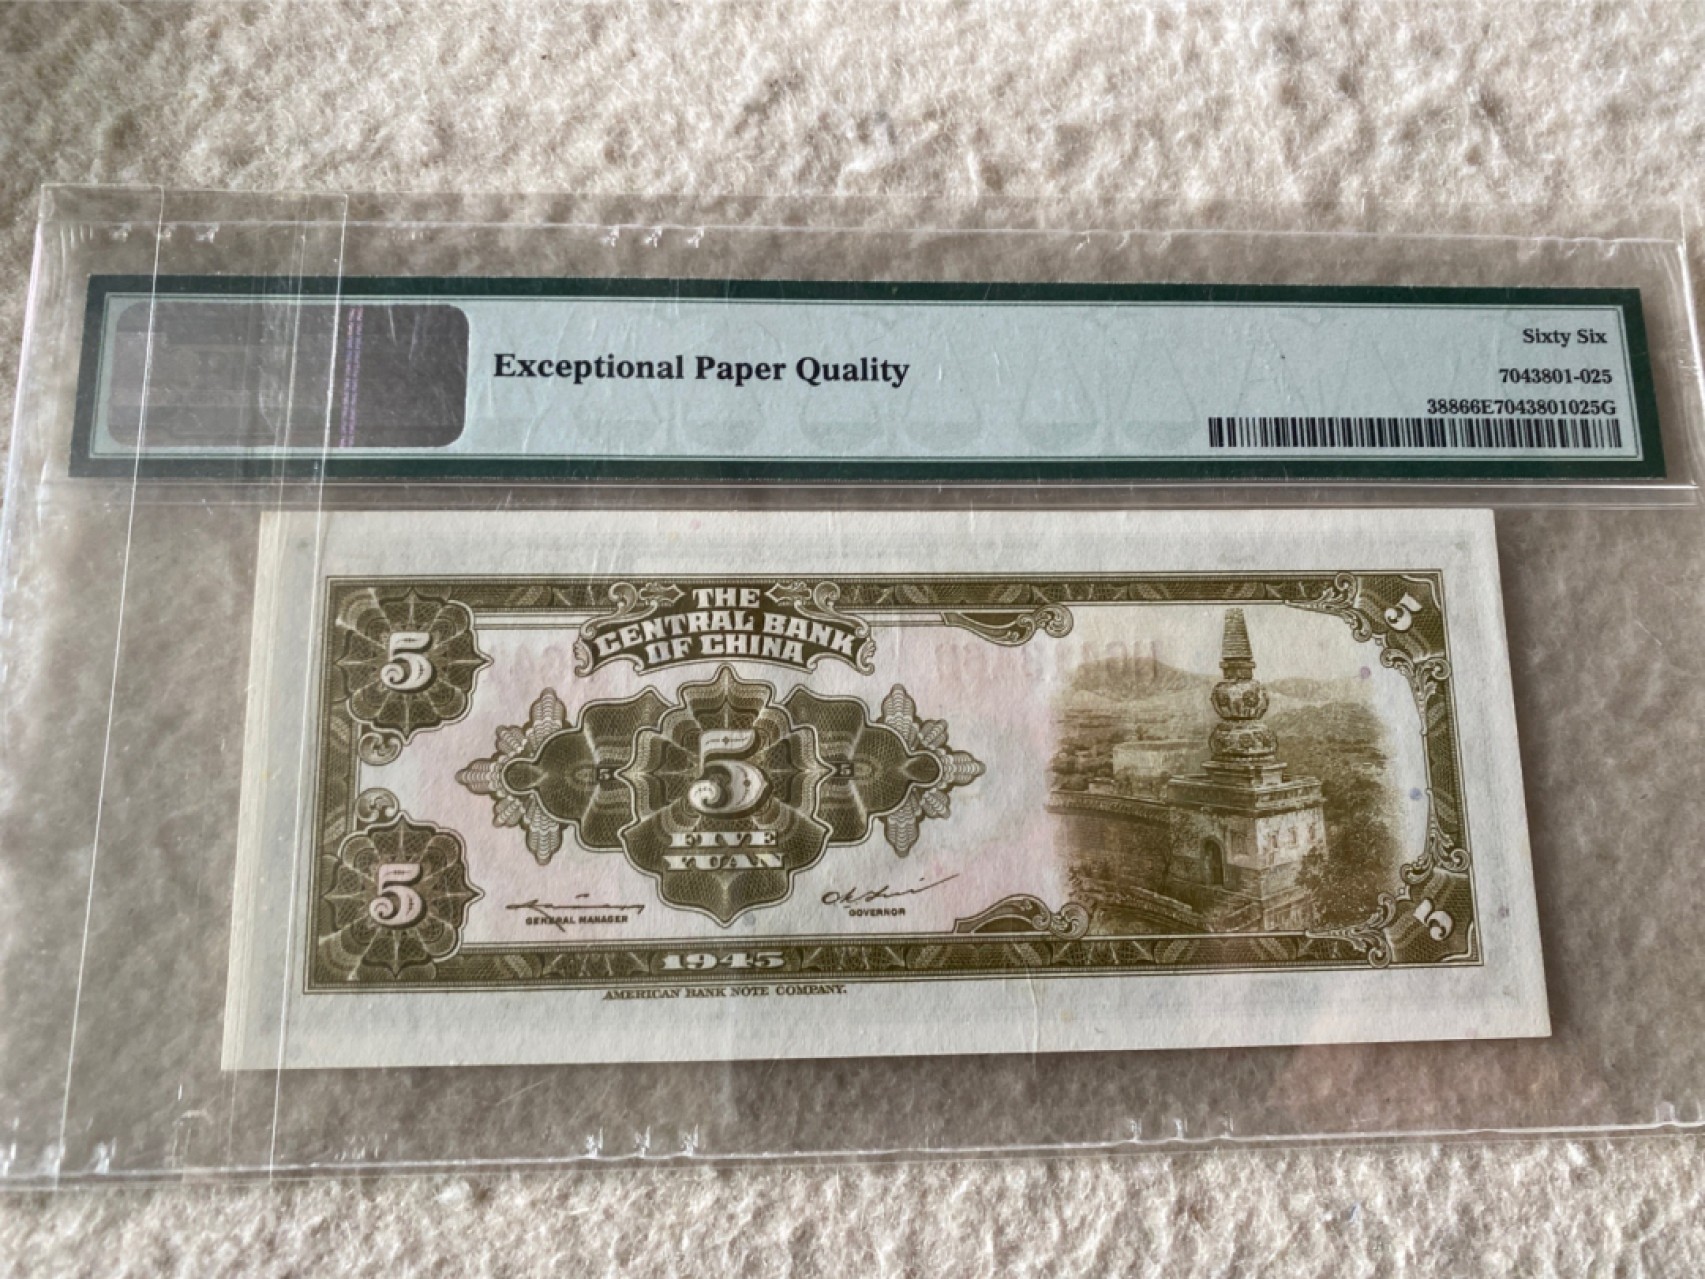 Exceptional Paper Quality
Sixty Six
7043801-025
38866E7043801025G
THE
CENTRAL BANK
OF CHINA
5
5
5
5
5
5
FIVE
YUAN
5
5
GENERAL MANAGER
GOVERNOR
1945
AMERICAN BANK NOTE COMPANY.